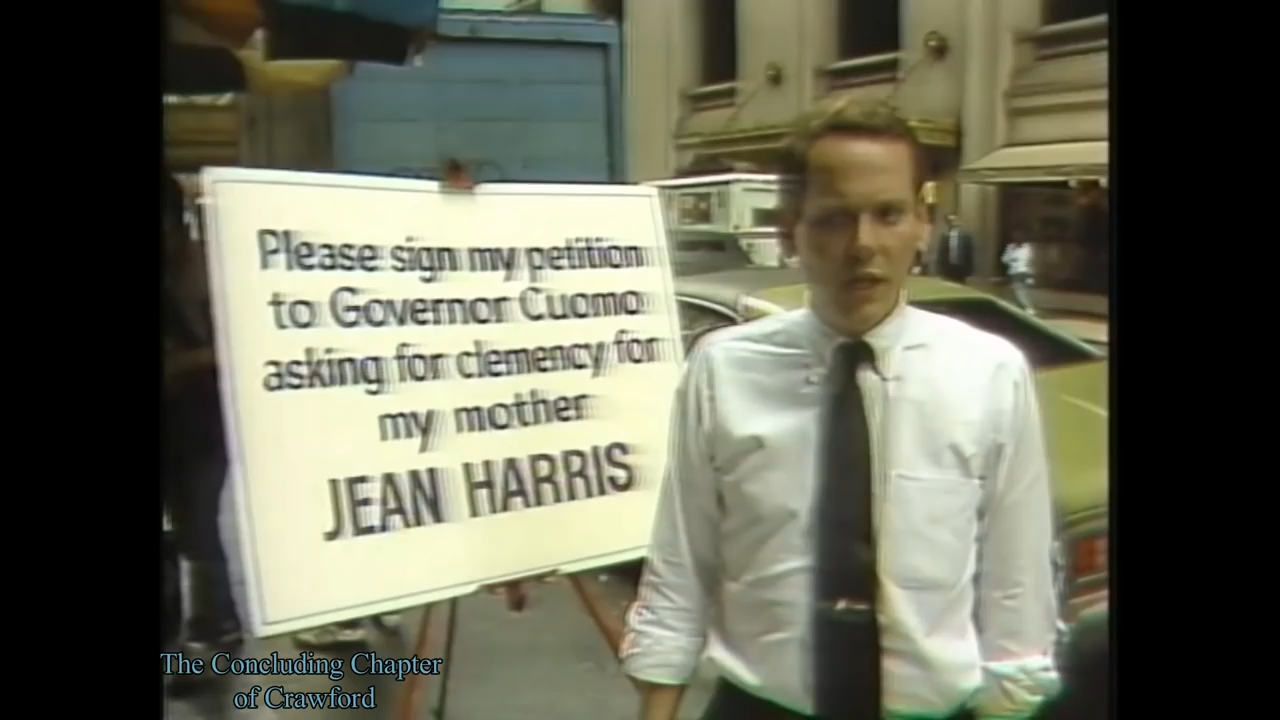 Please sign my petition
to Governor Cuomo
asking for clemency for
my mother
JEAN HARRIS
The Concluding Chapter
of Crawford